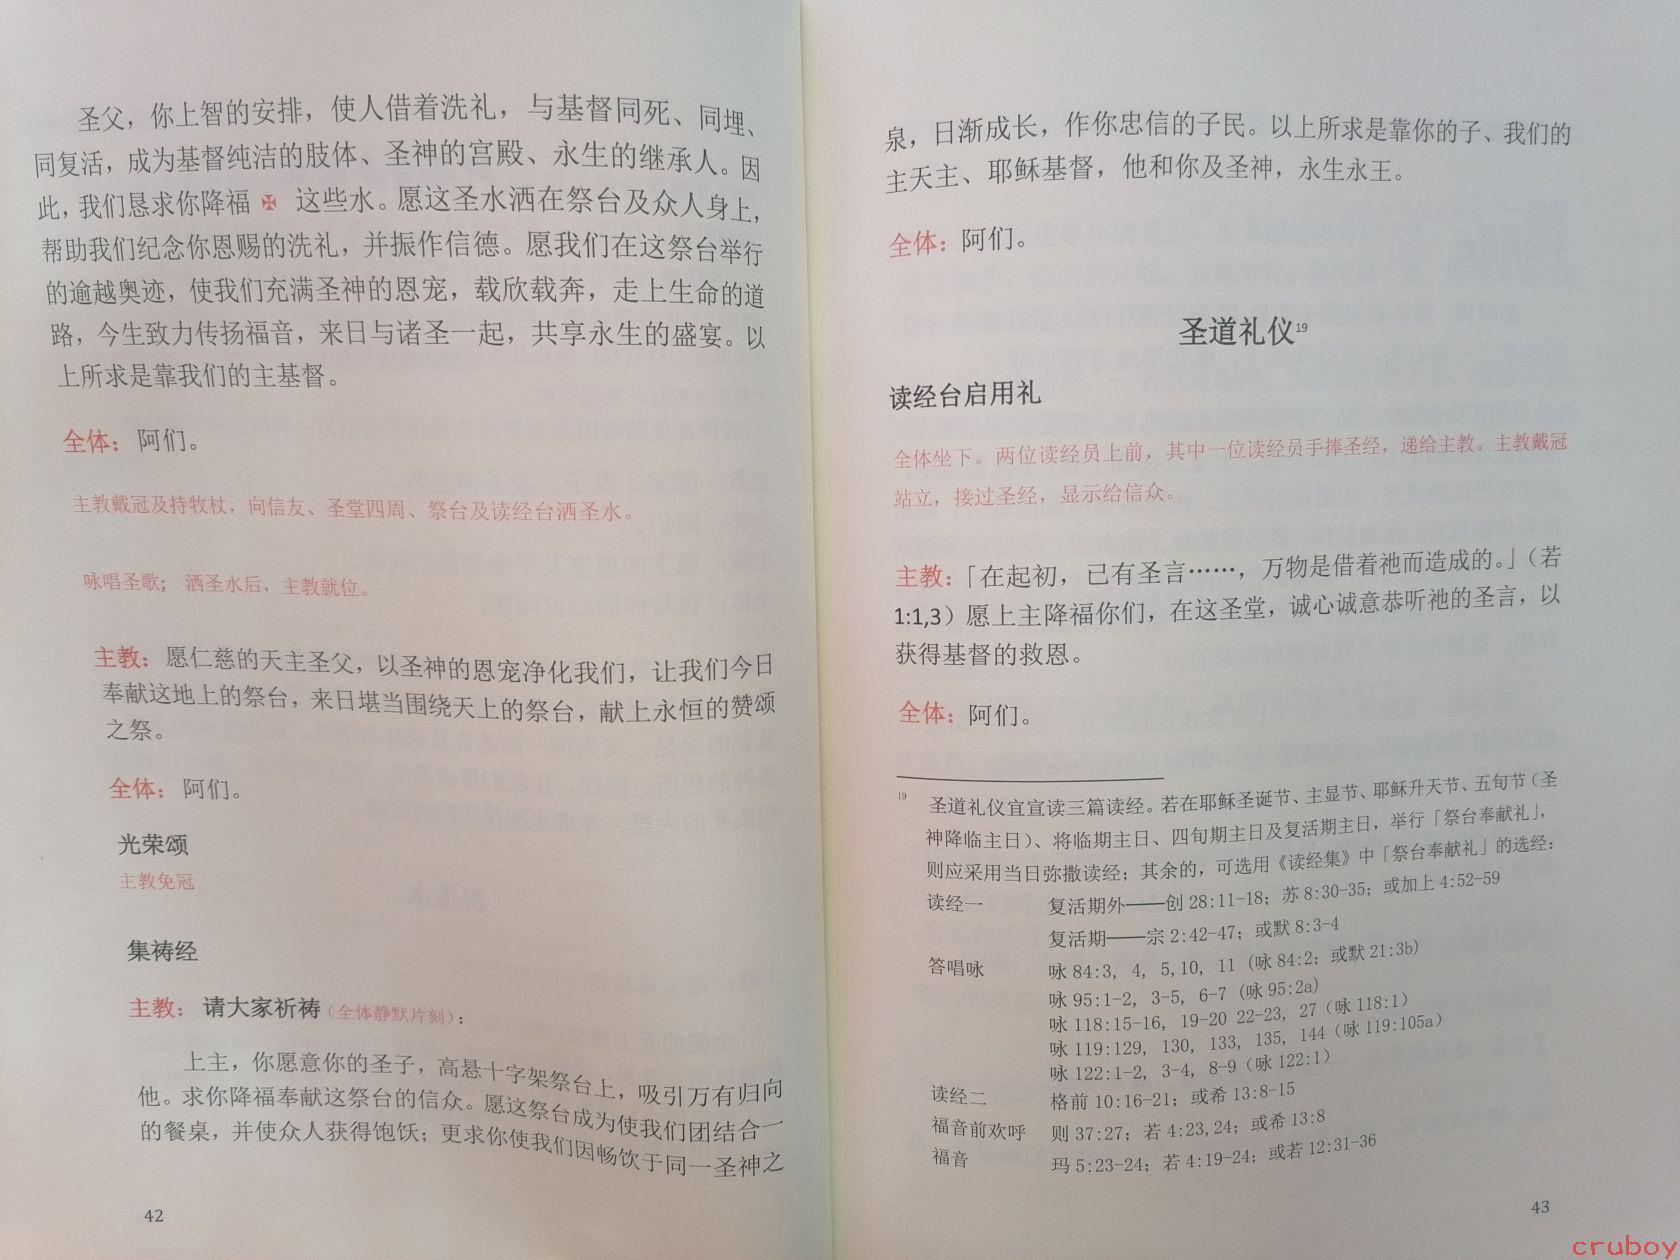 圣父，你上智的安排，使人借着洗礼，与基督同死、同埋、
同复活，成为基督纯洁的肢体、圣神的宫殿、永生的继承人。因
此，我们恳求你降福 ✠ 这些水。愿这圣水洒在祭台及众人身上，
帮助我们纪念你恩赐的洗礼，并振作信德。愿我们在这祭台举行
的逾越奥迹，使我们充满圣神的恩宠，载欣载奔，走上生命的道
路，今生致力传扬福音，来日与诸圣一起，共享永生的盛宴。以
上所求是靠我们的主基督。
全体：阿们。
主教戴冠及持牧杖，向信友、圣堂四周、祭台及读经台洒圣水。
咏唱圣歌；洒圣水后，主教就位。
主教：愿仁慈的天主圣父，以圣神的恩宠净化我们，让我们今日
奉献这地上的祭台，来日堪当围绕天上的祭台，献上永恒的赞颂
之祭。
全体：阿们。
光荣颂
主教免冠
集祷经
主教：请大家祈祷（全体静默片刻）：
上主，你愿意你的圣子，高悬十字架祭台上，吸引万有归向
他。求你降福奉献这祭台的信众。愿这祭台成为使我们团结合一
的餐桌，并使众人获得饱饫；更求你使我们因畅饮于同一圣神之
42
泉，日渐成长，作你忠信的子民。以上所求是靠你的子、我们的
主天主、耶稣基督，他和你及圣神，永生永王。
全体：阿们。
圣道礼仪19
读经台启用礼
全体坐下。两位读经员上前，其中一位读经员手捧圣经，递给主教。主教戴冠
站立，接过圣经，显示给信众。
主教：「在起初，已有圣言……，万物是借着祂而造成的。」（若
1:1,3）愿上主降福你们，在这圣堂，诚心诚意恭听祂的圣言，以
获得基督的救恩。
全体：阿们。
19 圣道礼仪宜宣读三篇读经。若在耶稣圣诞节、主显节、耶稣升天节、五旬节（圣
神降临主日）、将临期主日、四旬期主日及复活期主日，举行「祭台奉献礼」，
则应采用当日弥撒读经；其余的，可选用《读经集》中「祭台奉献礼」的选经：
读经一 复活期外——创 28:11-18；苏 8:30-35；或加上 4:52-59
复活期——宗 2:42-47；或默 8:3-4
答唱咏 咏 84:3, 4, 5,10, 11 (咏 84:2；或默 21:3b)
咏 95:1-2, 3-5, 6-7 (咏 95:2a)
咏 118:15-16, 19-20 22-23, 27（咏 118:1）
咏 119:129, 130, 133, 135, 144（咏 119:105a）
咏 122:1-2, 3-4, 8-9（咏 122:1）
读经二 格前 10:16-21；或希 13:8-15
福音前欢呼 则 37:27；若 4:23,24；或希 13:8
福音 玛 5:23-24；若 4:19-24；或若 12:31-36
43
cruboy